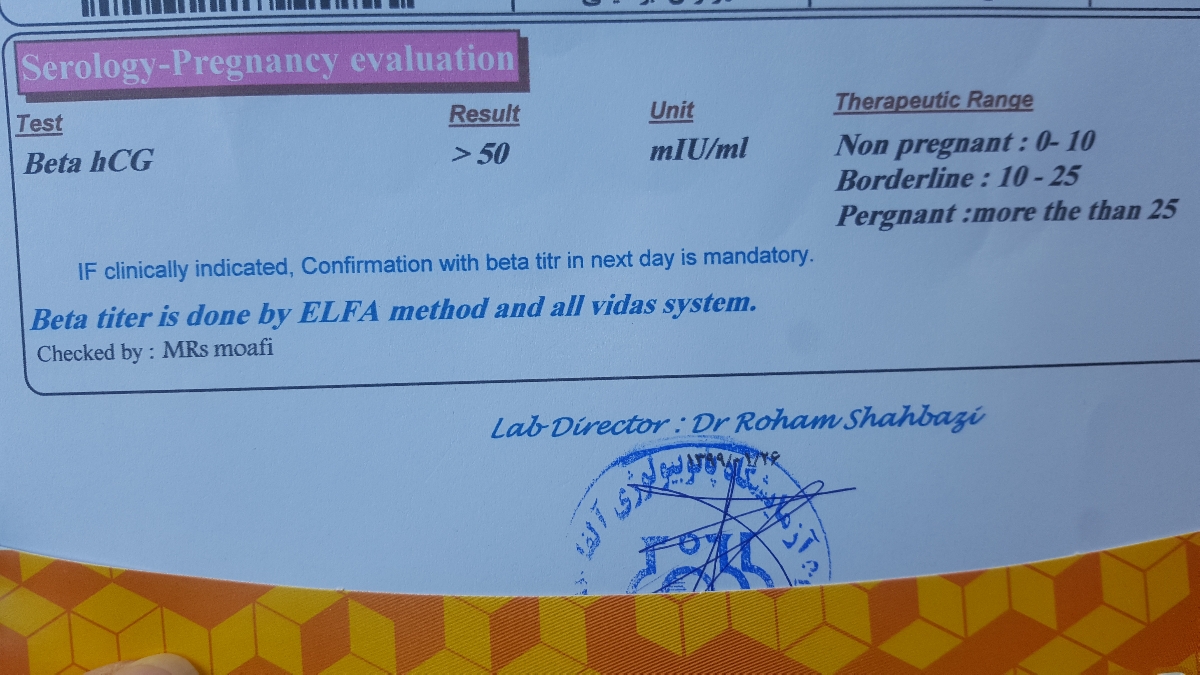 Serology-Pregnancy evaluation
Test Result Unit Therapeutic Range
Beta hCG > 50 mIU/ml Non pregnant : 0- 10
Borderline : 10 - 25
Pergnant :more the than 25
IF clinically indicated, Confirmation with beta titr in next day is mandatory.
Beta titer is done by ELFA method and all vidas system.
Checked by : MRs moafi
Lab Director : Dr Roham Shahbazi
آزمایشگاه پاتوبیولوژی آلفا